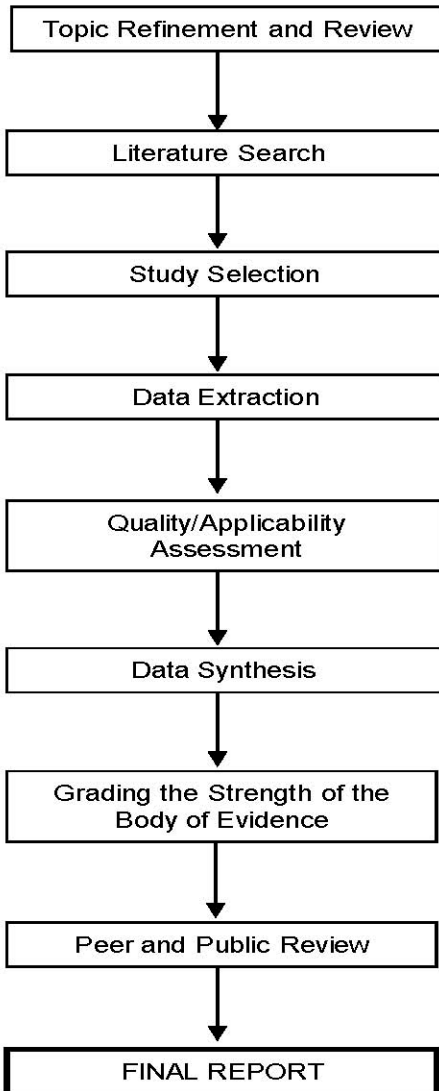 Topic Refinement and Review
Literature Search
Study Selection
Data Extraction
Quality/Applicability
Assessment
Data Synthesis
Grading the Strength of the
Body of Evidence
Peer and Public Review
FINAL REPORT